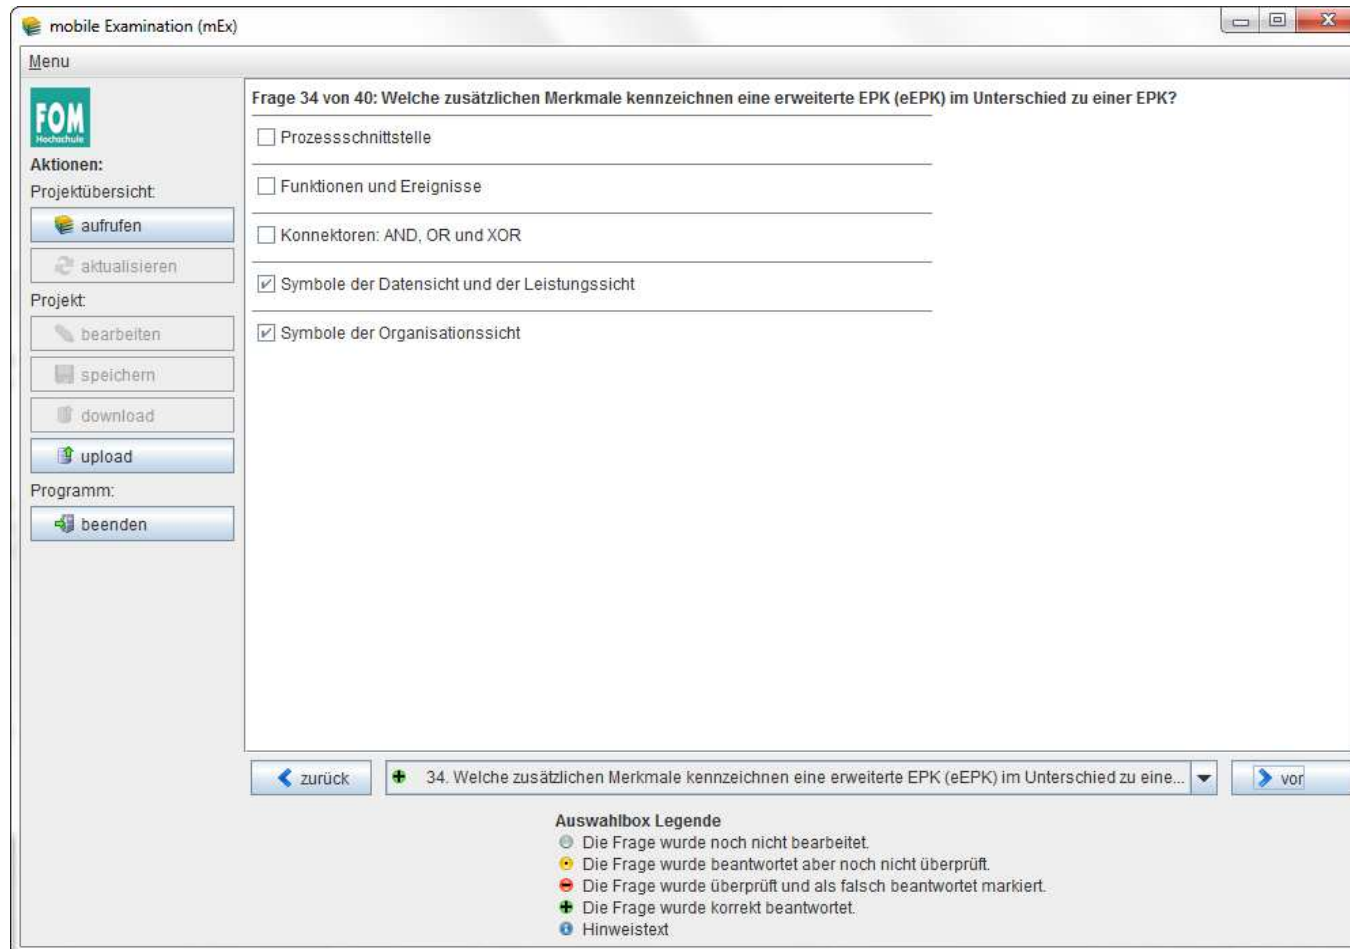 mobile Examination (mEx)
Menu
FOM
Hochschule
Aktionen:
Projektübersicht:
aufrufen
aktualisieren
Projekt:
bearbeiten
speichern
download
upload
Programm:
beenden
Frage 34 von 40: Welche zusätzlichen Merkmale kennzeichnen eine erweiterte EPK (eEPK) im Unterschied zu einer EPK?
Prozessschnittstelle
Funktionen und Ereignisse
Konnektoren: AND, OR und XOR
Symbole der Datensicht und der Leistungssicht
Symbole der Organisationssicht
zurück
34. Welche zusätzlichen Merkmale kennzeichnen eine erweiterte EPK (eEPK) im Unterschied zu eine...
vor
Auswahlbox Legende
Die Frage wurde noch nicht bearbeitet.
Die Frage wurde beantwortet aber noch nicht überprüft.
Die Frage wurde überprüft und als falsch beantwortet markiert.
Die Frage wurde korrekt beantwortet.
Hinweistext